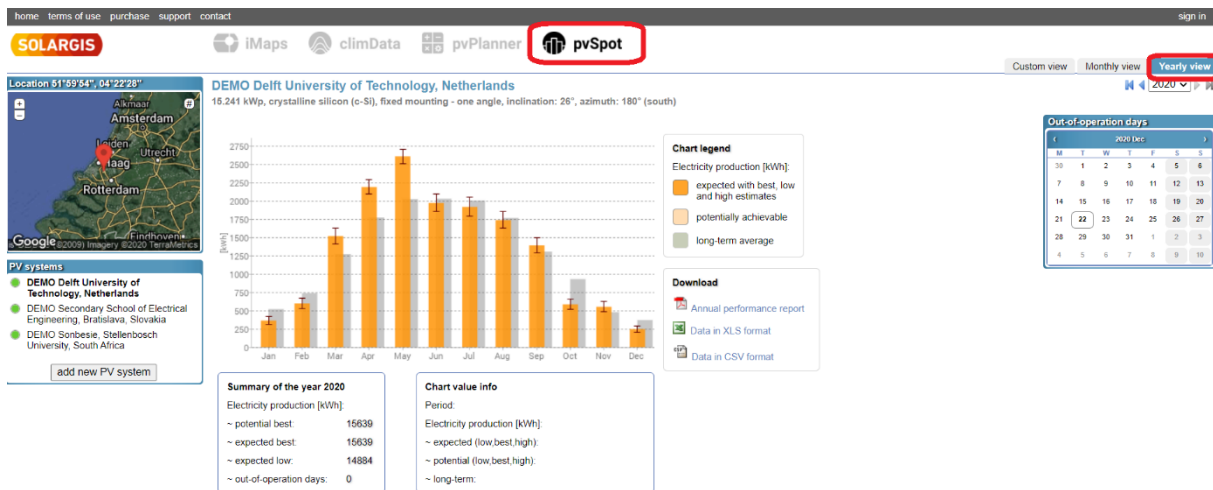 home terms of use purchase support contact sign in
SOLARGIS iMaps climData pvPlanner pvSpot
Custom view Monthly view Yearly view
Location 51°59'54", 04°22'28"
+
#
Alkmaar
Amsterdam
Leiden
Utrecht
Haag
Rotterdam
Eindhoven
Google
(2009) Imagery ©2020 TerraMetrics
PV systems
DEMO Delft University of
Technology, Netherlands
DEMO Secondary School of Electrical
Engineering, Bratislava, Slovakia
DEMO Sonbesie, Stellenbosch
University, South Africa
add new PV system
DEMO Delft University of Technology, Netherlands
15.241 kWp, crystalline silicon (c-Si), fixed mounting - one angle, inclination: 26°, azimuth: 180° (south)
2020
2750
2500
2250
2000
1750
1500
1250
1000
750
500
250
0
[kwh]
Jan Feb Mar Apr May Jun Jul Aug Sep Oct Nov Dec
Chart legend
Electricity production [kWh]:
expected with best, low
and high estimates
potentially achievable
long-term average
Download
Annual performance report
Data in XLS format
Data in CSV format
Summary of the year 2020
Electricity production [kWh]:
~ potential best: 15639
~ expected best: 15639
~ expected low: 14884
~ out-of-operation days: 0
Chart value info
Period:
Electricity production [kWh]:
~ expected (low,best,high):
~ potential (low,best,high):
~ long-term:
Out-of-operation days
‹ 2020 Dec ›
M T W T F S S
30 1 2 3 4 5 6
7 8 9 10 11 12 13
14 15 16 17 18 19 20
21 22 23 24 25 26 27
28 29 30 31 1 2 3
4 5 6 7 8 9 10